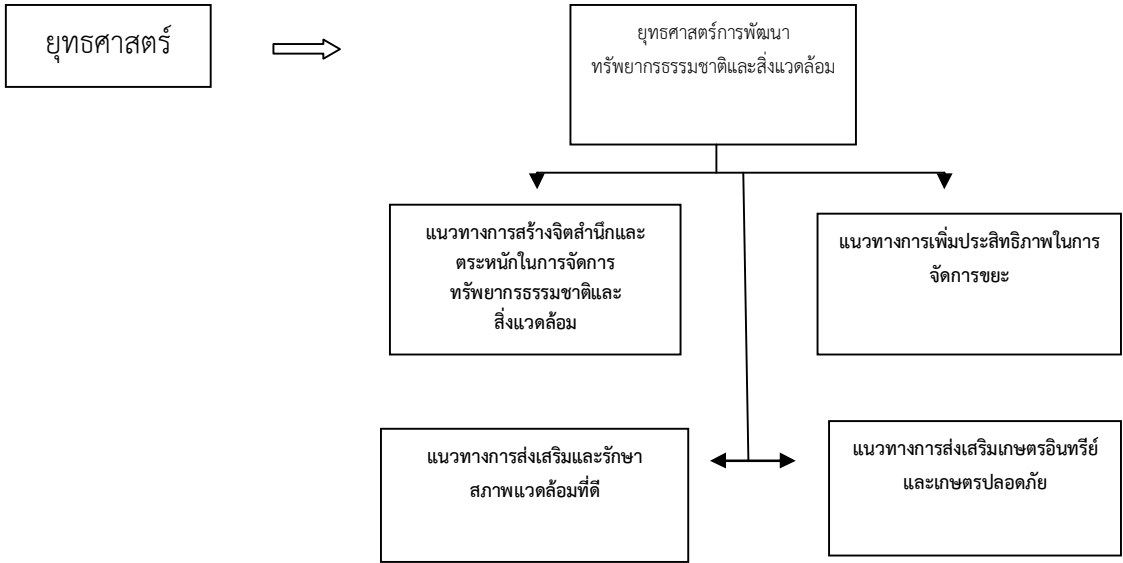 ยุทธศาสตร์
ยุทธศาสตร์การพัฒนา
ทรัพยากรธรรมชาติและสิ่งแวดล้อม
แนวทางการสร้างจิตสำนึกและ
ตระหนักในการจัดการ
ทรัพยากรธรรมชาติและ
สิ่งแวดล้อม
แนวทางการเพิ่มประสิทธิภาพในการ
จัดการขยะ
แนวทางการส่งเสริมและรักษา
สภาพแวดล้อมที่ดี
แนวทางการส่งเสริมเกษตรอินทรีย์
และเกษตรปลอดภัย